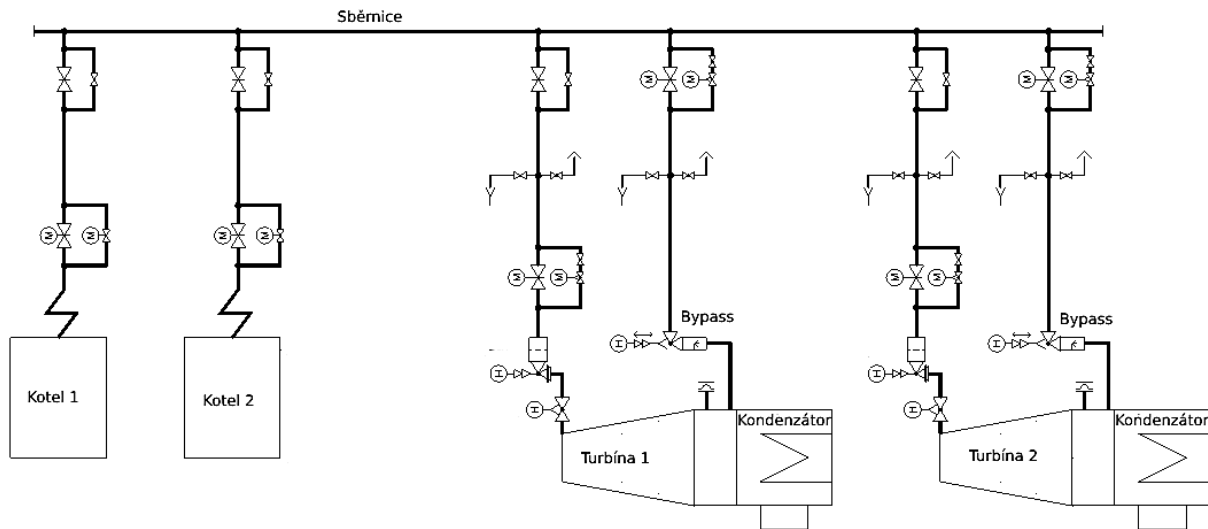 Sběrnice
M M
M M
M M M M
M M M M
Bypass Bypass
H H
H H
H H
Kotel 1 Kotel 2
Turbína 1 Kondenzátor
Turbína 2 Kondenzátor